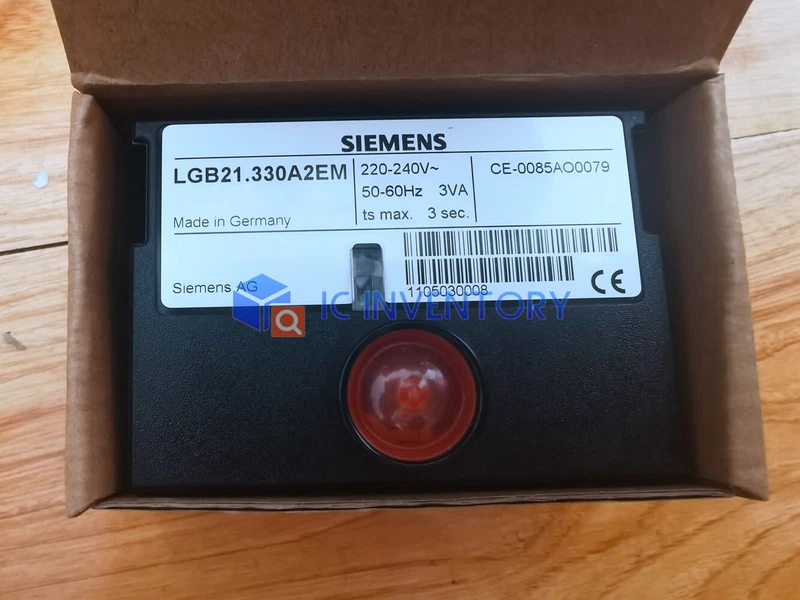 SIEMENS
LGB21.330A2EM
220-240V~
50-60Hz 3VA
ts max. 3 sec.
CE-0085AO0079
Made in Germany
Siemens AG
1105030008
CE
IC INVENTORY